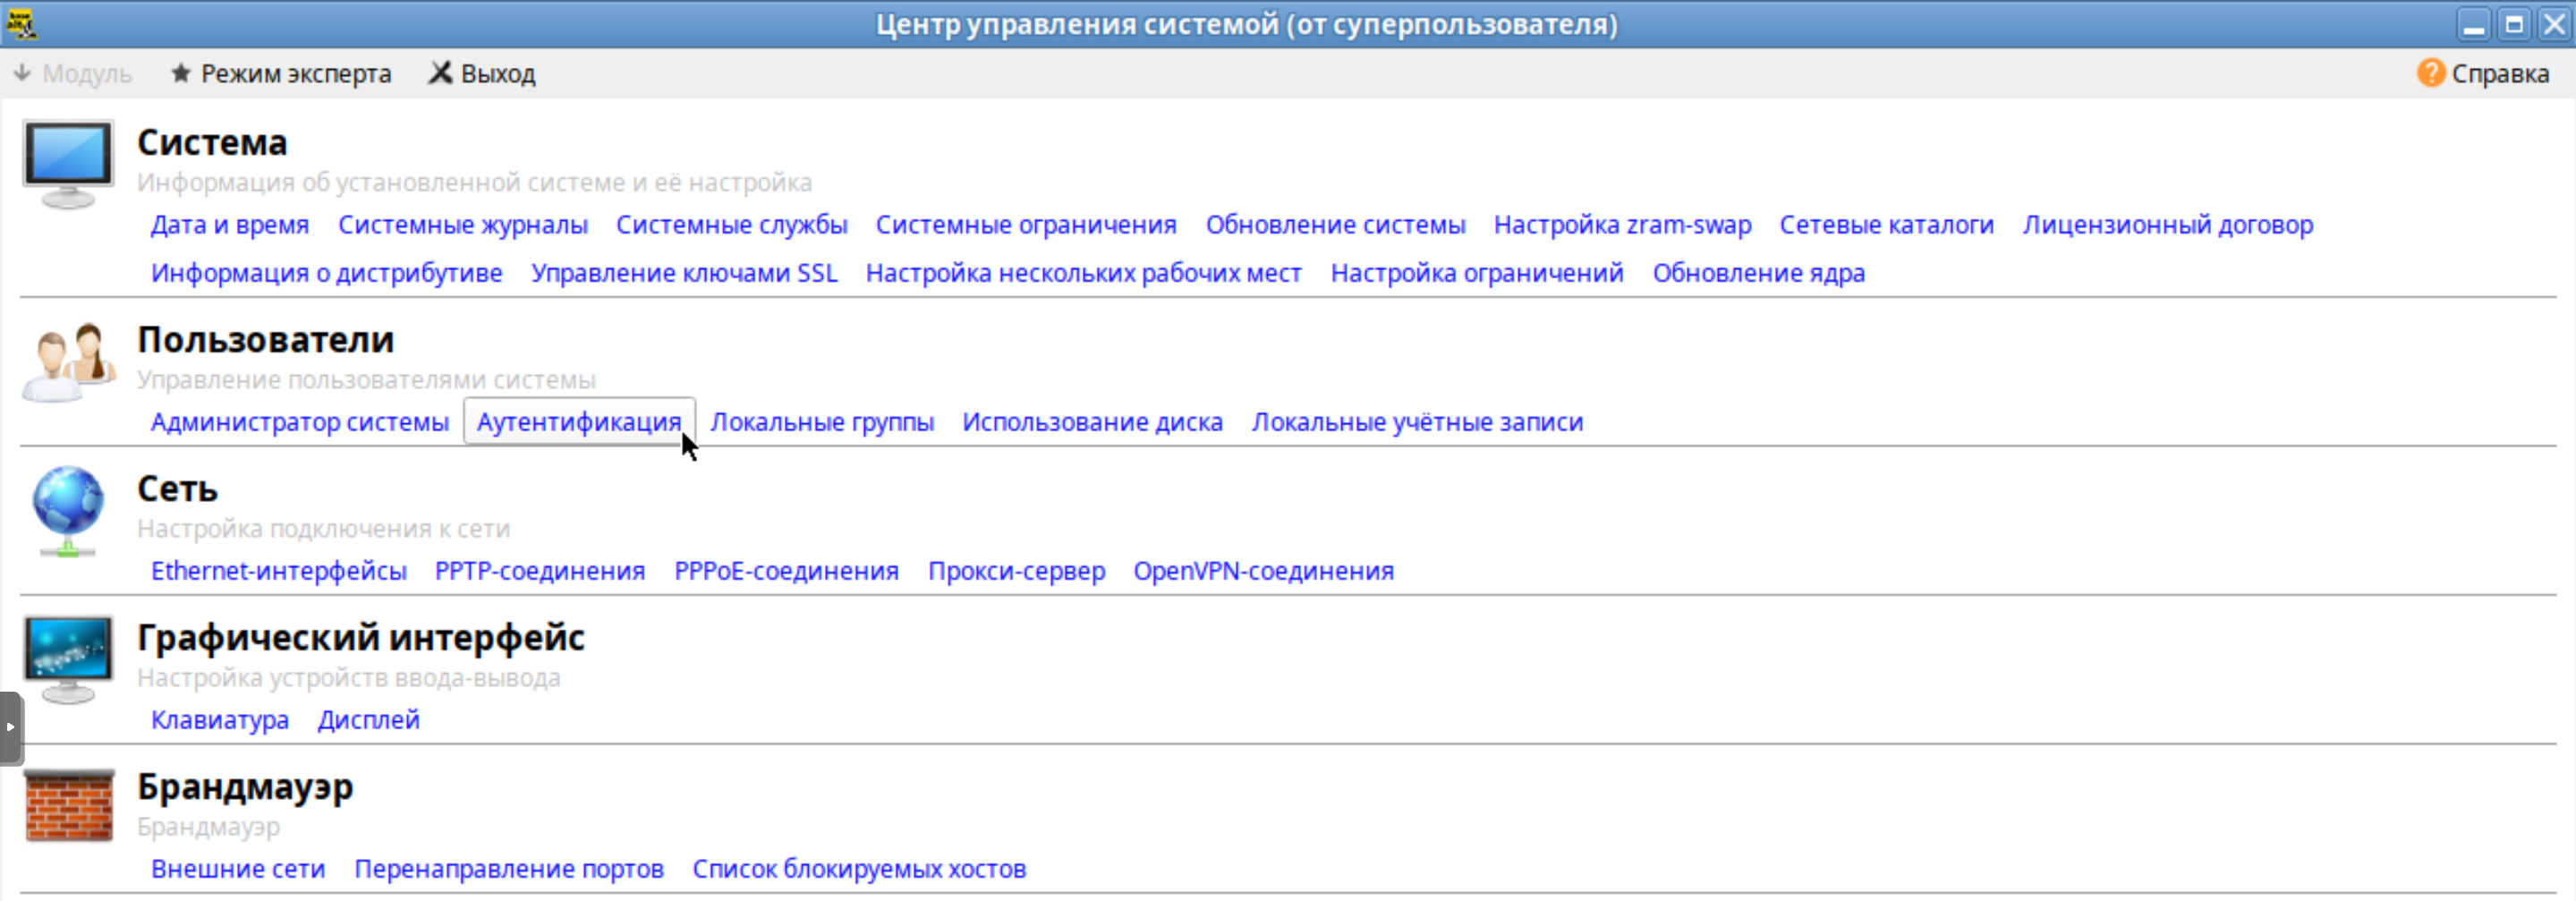 Центр управления системой (от суперпользователя)
Модуль Режим эксперта Выход Справка
Система
Информация об установленной системе и её настройка
Дата и время Системные журналы Системные службы Системные ограничения Обновление системы Настройка zram-swap Сетевые каталоги Лицензионный договор
Информация о дистрибутиве Управление ключами SSL Настройка нескольких рабочих мест Настройка ограничений Обновление ядра
Пользователи
Управление пользователями системы
Администратор системы Аутентификация Локальные группы Использование диска Локальные учётные записи
Сеть
Настройка подключения к сети
Ethernet-интерфейсы PPTP-соединения PPPoE-соединения Прокси-сервер OpenVPN-соединения
Графический интерфейс
Настройка устройств ввода-вывода
Клавиатура Дисплей
Брандмауэр
Брандмауэр
Внешние сети Перенаправление портов Список блокируемых хостов